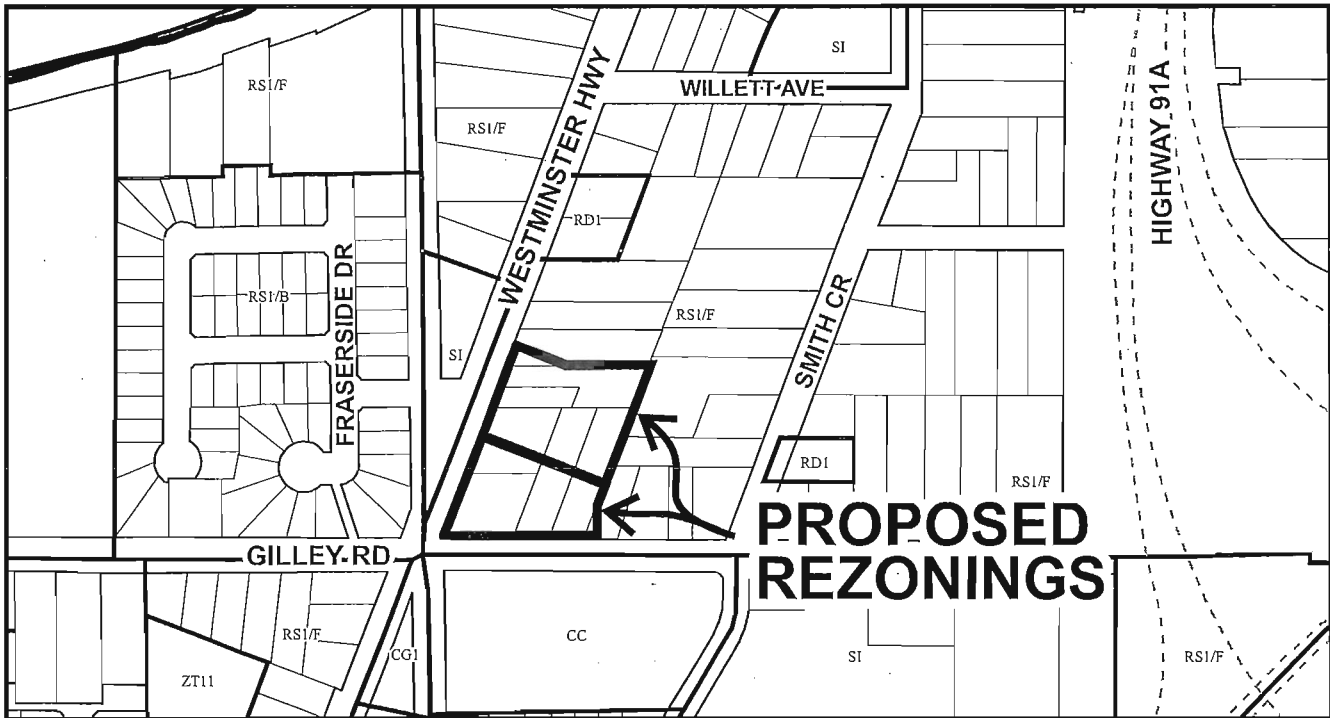 SI
WILLETT AVE
WESTMINSTER HWY
HIGHWAY 91A
RS1/F
RS1/F
RD1
FRASERSIDE DR
RS1/B
RS1/F
SMITH CR
SI
RD1
RS1/F
PROPOSED
REZONINGS
GILLEY RD
RS1/F
CG1
CC
SI
RS1/F
ZT11